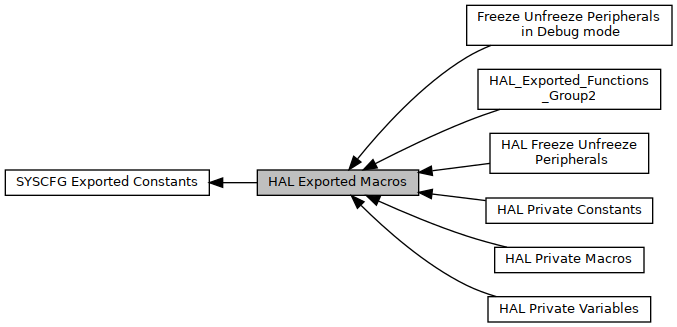 Freeze Unfreeze Peripherals
in Debug mode
HAL_Exported_Functions
_Group2
HAL Freeze Unfreeze
Peripherals
SYSCFG Exported Constants
HAL Exported Macros
HAL Private Constants
HAL Private Macros
HAL Private Variables